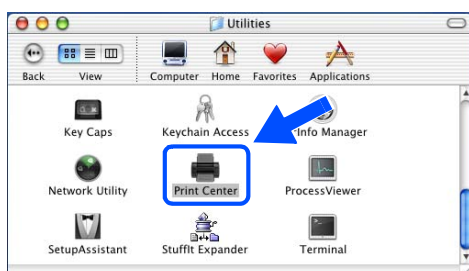 Utilities
Back View Computer Home Favorites Applications
Key Caps Keychain Access Info Manager
Network Utility Print Center ProcessViewer
SetupAssistant StuffIt Expander Terminal